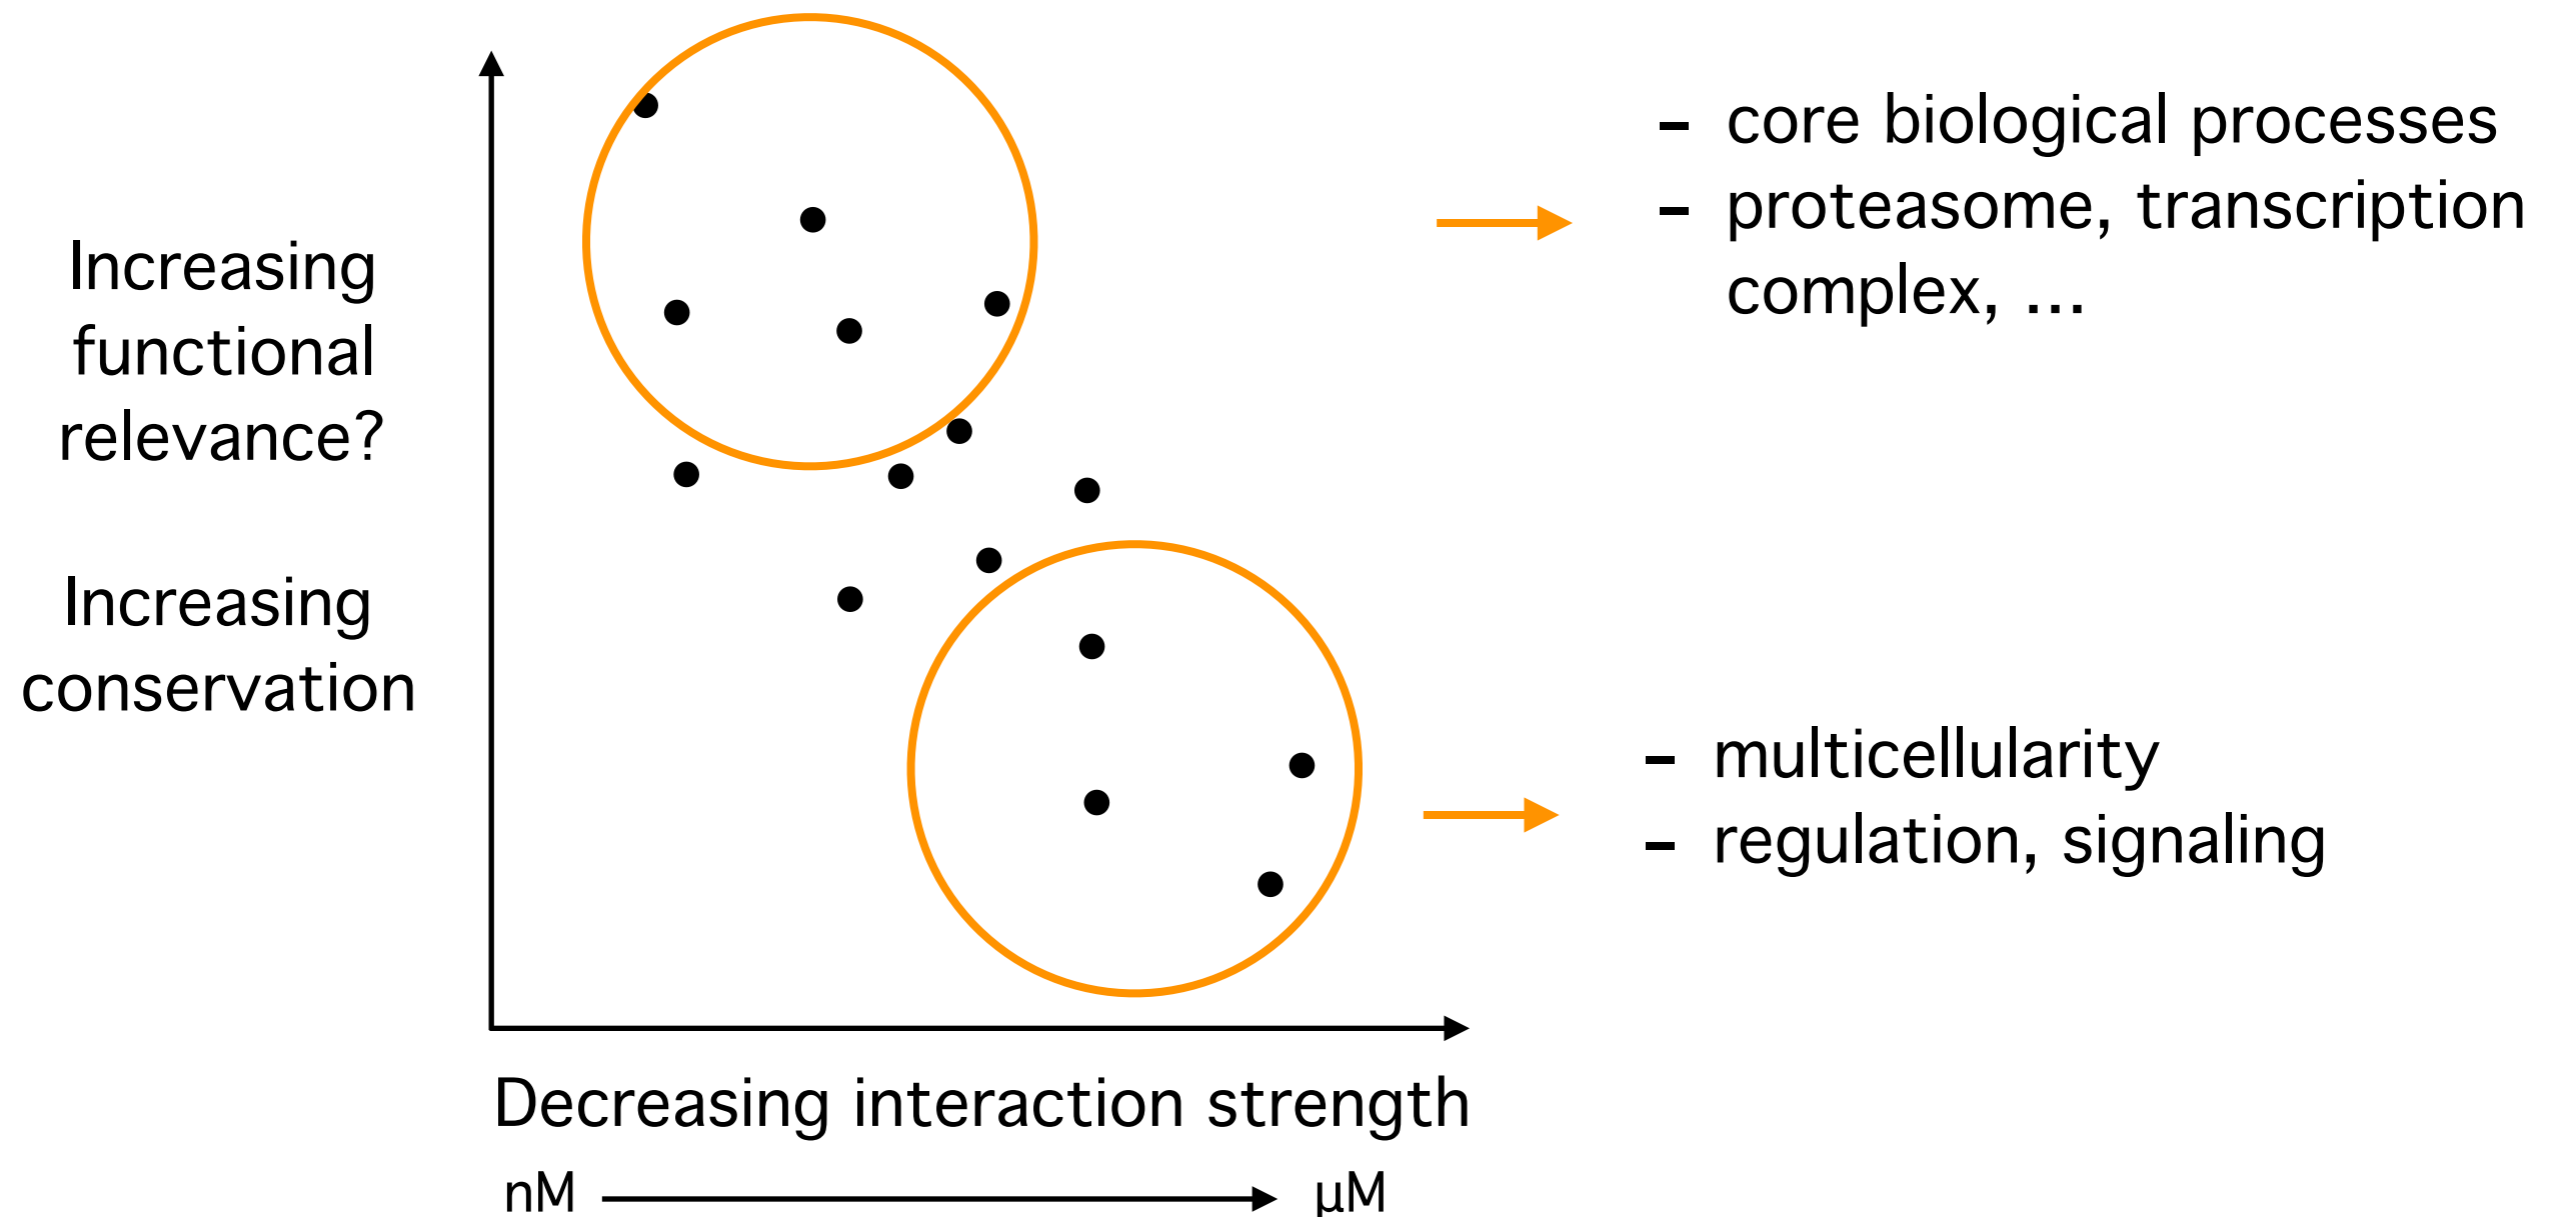 Increasing
functional
relevance?
Increasing
conservation
– core biological processes
– proteasome, transcription
complex, ...
– multicellularity
– regulation, signaling
Decreasing interaction strength
nM
μM